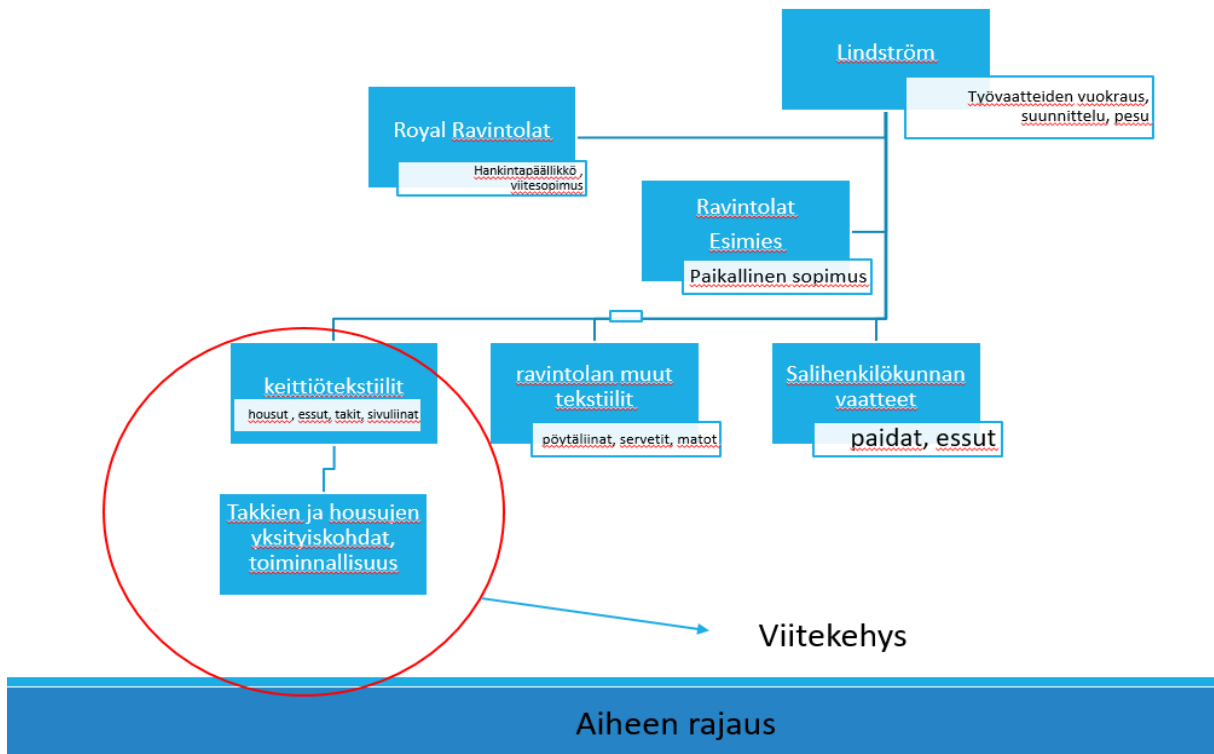 Lindström
Työvaatteiden vuokraus,
suunnittelu, pesu
Royal Ravintolat
Hankintapäällikkö ,
viitesopimus
Ravintolat
Esimies
Paikallinen sopimus
keittiötekstiilit
housut , essut, takit, sivuliinat
ravintolan muut
tekstiilit
pöytäliinat, servetit, matot
Salihenkilökunnan
vaatteet
paidat, essut
Takkien ja housujen
yksityiskohdat,
toiminnallisuus
Viitekehys
Aiheen rajaus